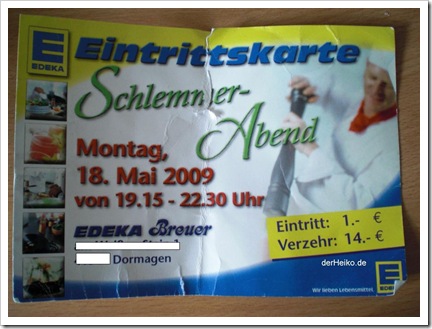 E Eintrittskarte
EDEKA
Schlemmer-
Abend
Montag,
18. Mai 2009
von 19.15 - 22.30 Uhr
EDEKA Breuer
Dormagen
Eintritt: 1.- €
Verzehr: 14.- €
derHeiko.de
E
EDEKA
Wir lieben Lebensmittel.